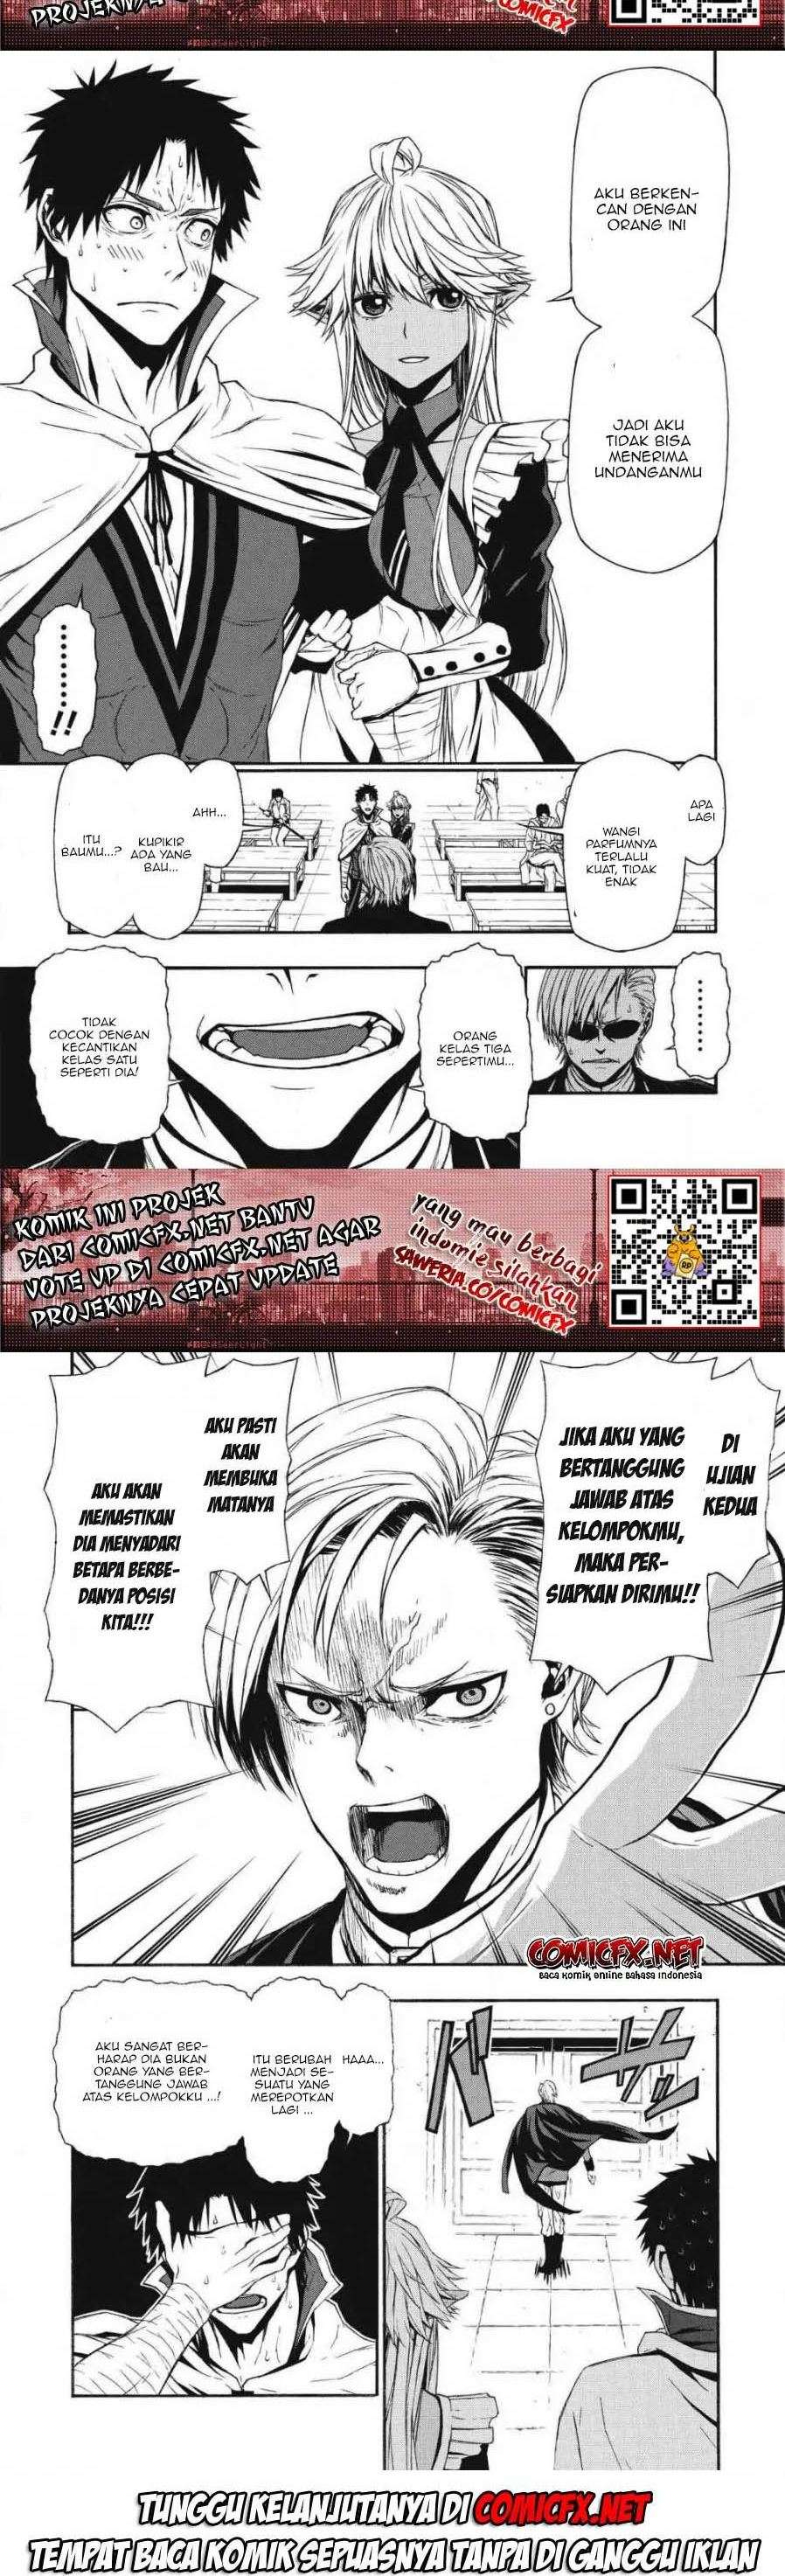 PROJEKNYA
COMICFX
AKU BERKEN-
CAN DENGAN
ORANG INI
JADI AKU
TIDAK BISA
MENERIMA
UNDANGANMU
..........!!
APA
LAGI
WANGI
PARFUMNYA
TERLALU
KUAT, TIDAK
ENAK
AHH...
KUPIKIR
ADA YANG
BAU...
ITU
BAUMU...?
..........
ORANG
KELAS TIGA
SEPERTIMU...
TIDAK
COCOK DENGAN
KECANTIKAN
KELAS SATU
SEPERTI DIA!
KOMIK INI PROJEK
DARI COMICFX.NET BANTU
VOTE UP DI COMICFX.NET AGAR
PROJEKNYA CEPAT UPDATE
yang mau berbagi
indomie silahkan
SAWERIA.CO/COMICFX
RP
DI
UJIAN
KEDUA
JIKA AKU YANG
BERTANGGUNG
JAWAB ATAS
KELOMPOKMU,
MAKA PER-
SIAPKAN DIRIMU!!
AKU PASTI
AKAN
MEMBUKA
MATANYA
AKU AKAN
MEMASTIKAN
DIA MENYADARI
BETAPA BERBE-
DANYA POSISI
KITA!!!
COMICFX.NET
Baca Komik Online Bahasa Indonesia
HAAA...
ITU BERUBAH
MENJADI SE-
SUATU YANG
MEREPOTKAN
LAGI ...
AKU SANGAT BER-
HARAP DIA BUKAN
ORANG YANG BER-
TANGGUNG JAWAB
ATAS KELOMPOKKU ...!
TUNGGU KELANJUTANYA DI COMICFX.NET
TEMPAT BACA KOMIK SEPUASNYA TANPA DI GANGGU IKLAN